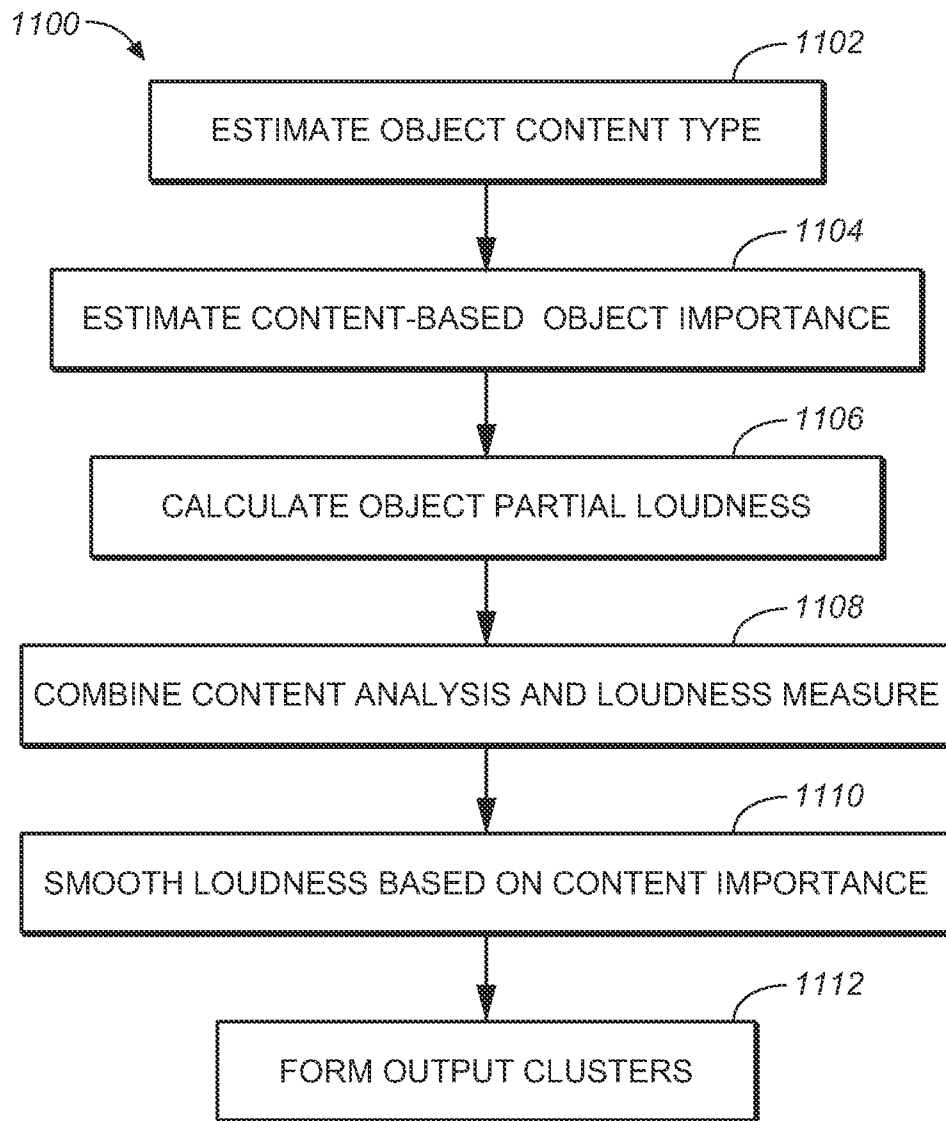 1100
1102
ESTIMATE OBJECT CONTENT TYPE
1104
ESTIMATE CONTENT-BASED OBJECT IMPORTANCE
1106
CALCULATE OBJECT PARTIAL LOUDNESS
1108
COMBINE CONTENT ANALYSIS AND LOUDNESS MEASURE
1110
SMOOTH LOUDNESS BASED ON CONTENT IMPORTANCE
1112
FORM OUTPUT CLUSTERS